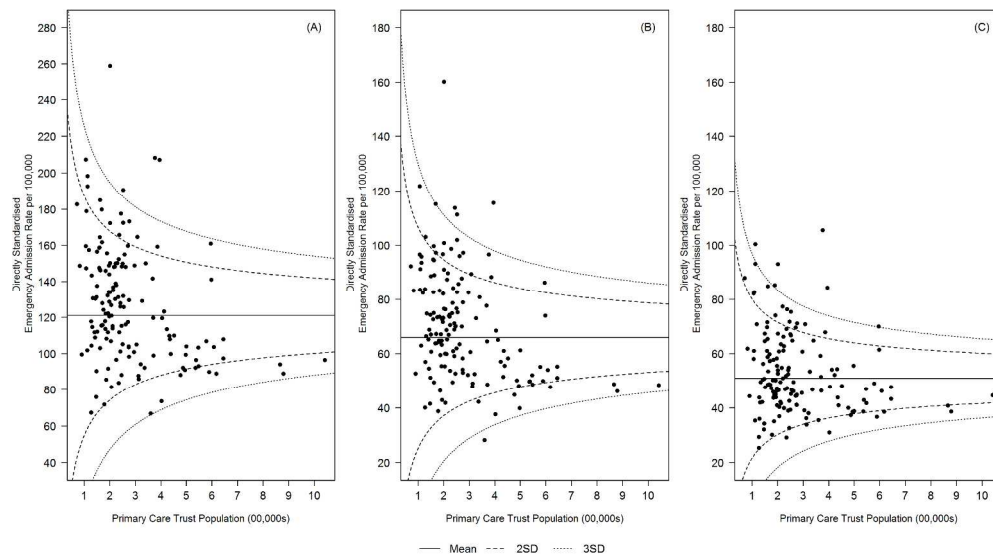 (A)
280
260
240
220
200
180
160
140
120
100
80
60
40
Directly Standardised
Emergency Admission Rate per 100,000
1 2 3 4 5 6 7 8 9 10
Primary Care Trust Population (00,000s)
(B)
180
160
140
120
100
80
60
40
20
Directly Standardised
Emergency Admission Rate per 100,000
1 2 3 4 5 6 7 8 9 10
Primary Care Trust Population (00,000s)
(C)
180
160
140
120
100
80
60
40
20
Directly Standardised
Emergency Admission Rate per 100,000
1 2 3 4 5 6 7 8 9 10
Primary Care Trust Population (00,000s)
Mean 2SD 3SD